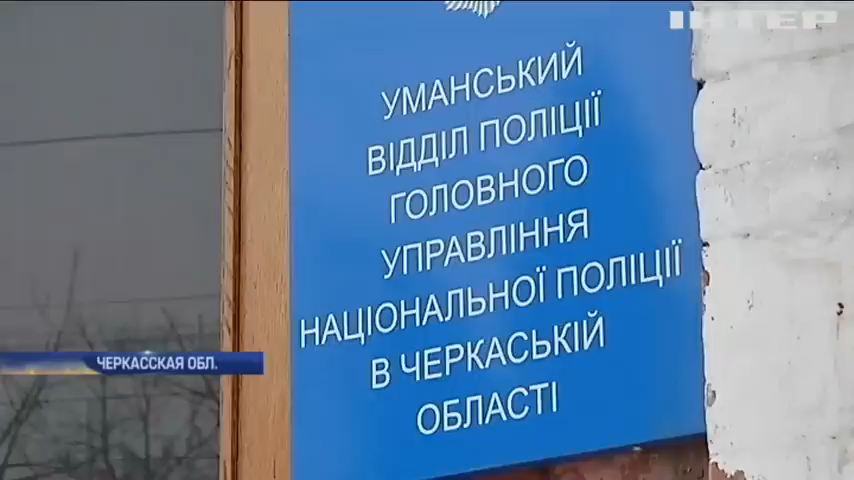 ІНТЕР
УМАНСЬКИЙ
ВІДДІЛ ПОЛІЦІЇ
ГОЛОВНОГО
УПРАВЛІННЯ
НАЦІОНАЛЬНОЇ ПОЛІЦІЇ
В ЧЕРКАСЬКІЙ
ОБЛАСТІ
ЧЕРКАССКАЯ ОБЛ.